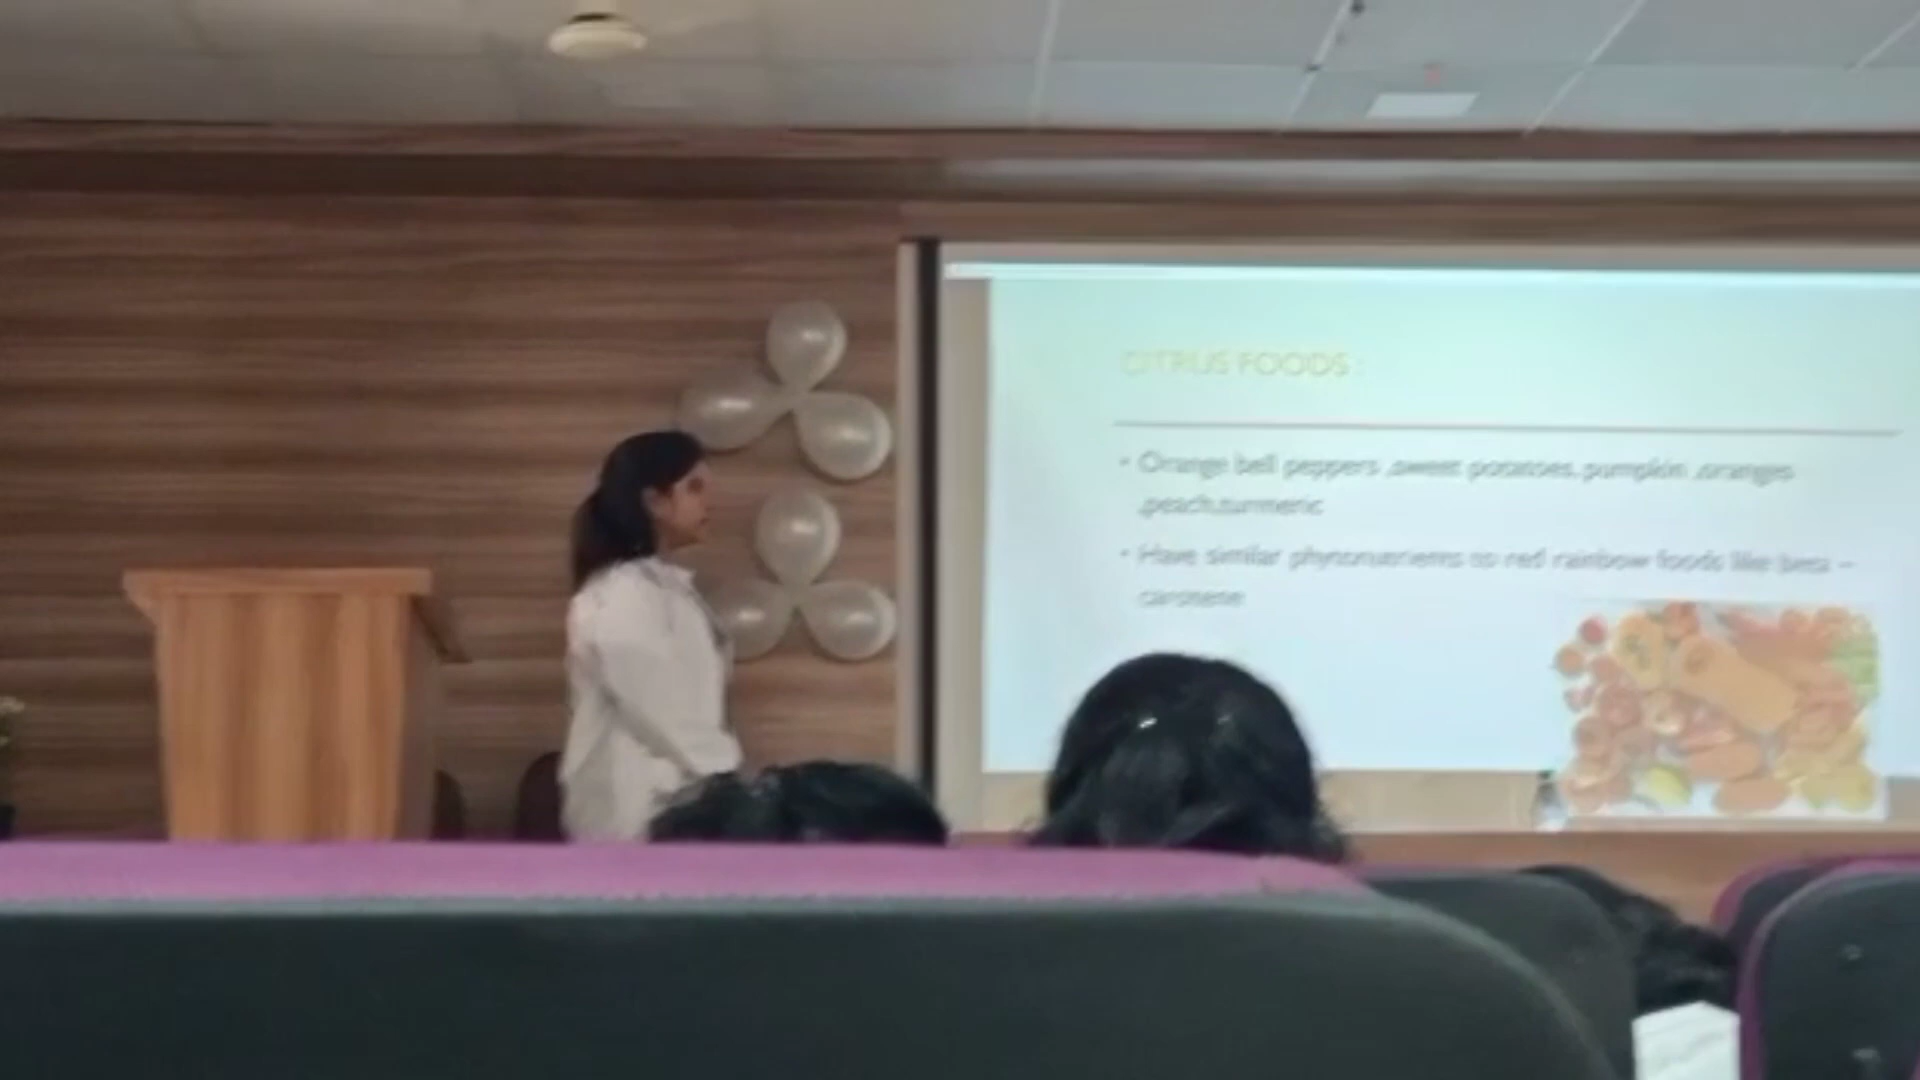 CITRUS FOODS :
• Orange bell peppers ,sweet potatoes, pumpkin ,oranges
,peach,turmeric
• Have similar phytonutrients to red rainbow foods like beta –
carotene